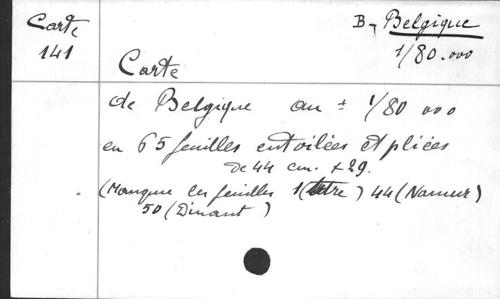 Carte
141
B. Belgique
1/80.000
Carte
de Belgique au ± 1/80 000
en 65 feuilles entoilées et pliées
de 44 cm. x 29.
(Manque les feuilles 1 (titre) 44 (Namur)
50 (Dinant)